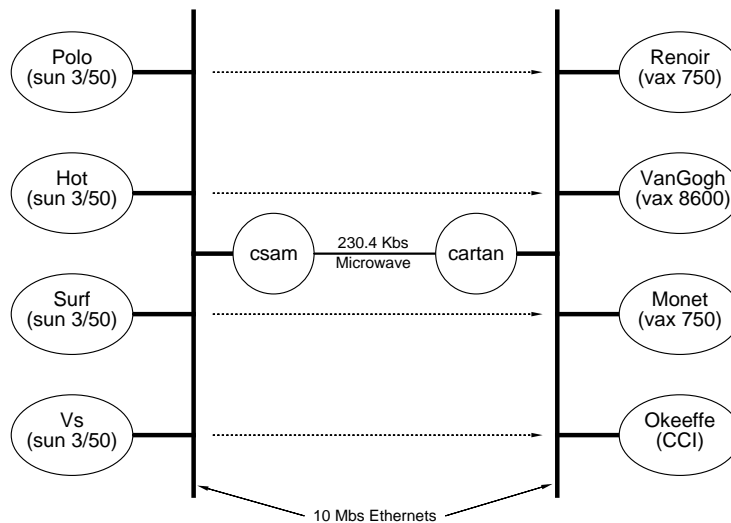 Polo
(sun 3/50)
Renoir
(vax 750)
Hot
(sun 3/50)
VanGogh
(vax 8600)
csam
230.4 Kbs
Microwave
cartan
Surf
(sun 3/50)
Monet
(vax 750)
Vs
(sun 3/50)
Okeeffe
(CCI)
10 Mbs Ethernets